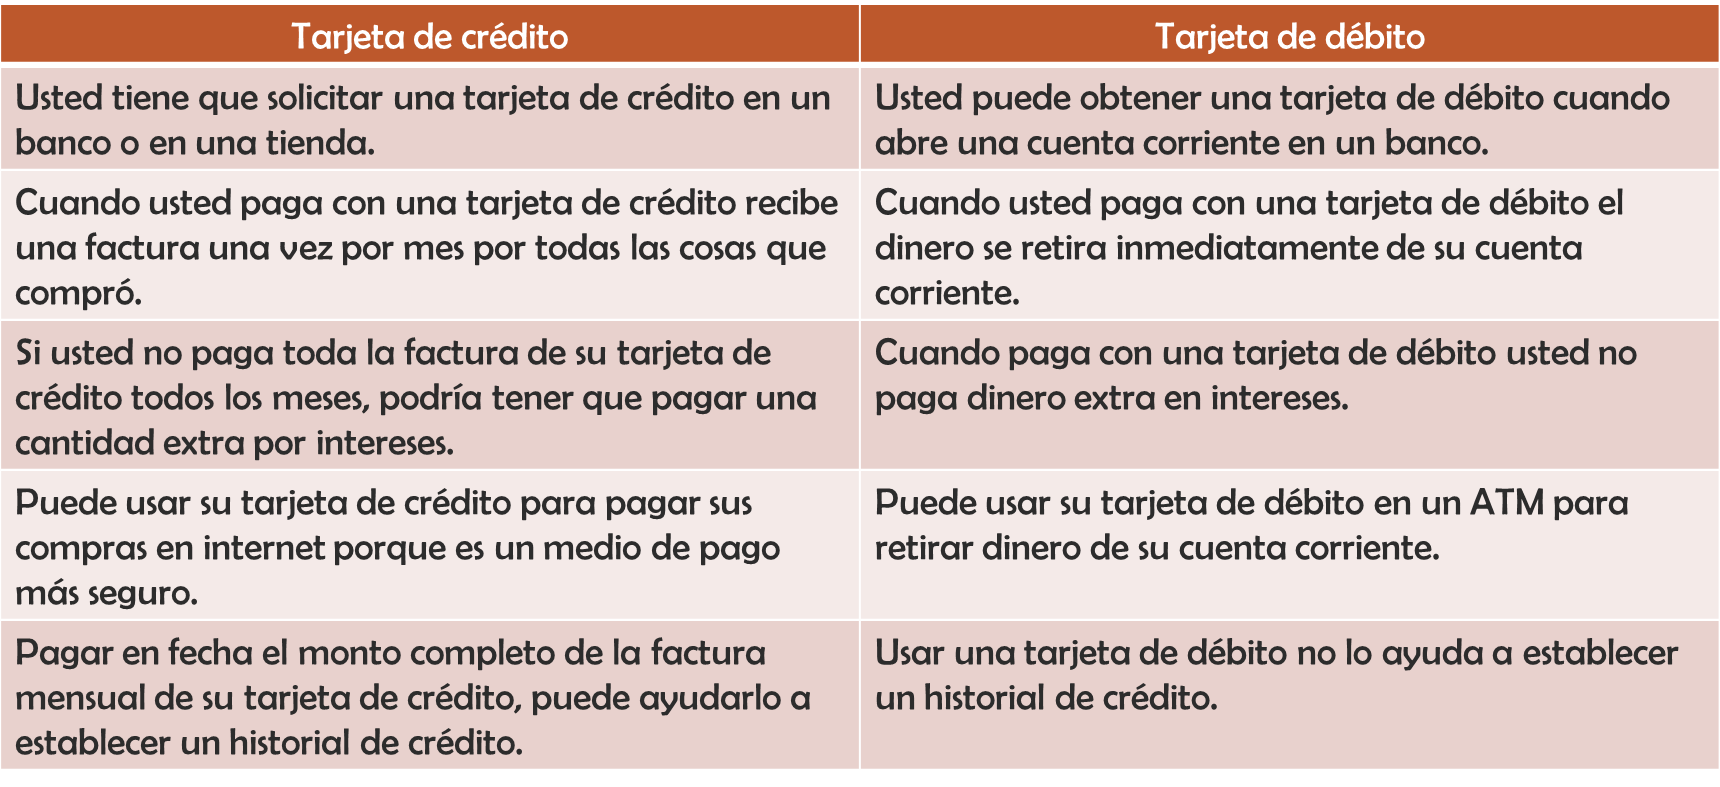 Tarjeta de crédito
Tarjeta de débito
Usted tiene que solicitar una tarjeta de crédito en un
banco o en una tienda.
Usted puede obtener una tarjeta de débito cuando
abre una cuenta corriente en un banco.
Cuando usted paga con una tarjeta de crédito recibe
una factura una vez por mes por todas las cosas que
compró.
Cuando usted paga con una tarjeta de débito el
dinero se retira inmediatamente de su cuenta
corriente.
Si usted no paga toda la factura de su tarjeta de
crédito todos los meses, podría tener que pagar una
cantidad extra por intereses.
Cuando paga con una tarjeta de débito usted no
paga dinero extra en intereses.
Puede usar su tarjeta de crédito para pagar sus
compras en internet porque es un medio de pago
más seguro.
Puede usar su tarjeta de débito en un ATM para
retirar dinero de su cuenta corriente.
Pagar en fecha el monto completo de la factura
mensual de su tarjeta de crédito, puede ayudarlo a
establecer un historial de crédito.
Usar una tarjeta de débito no lo ayuda a establecer
un historial de crédito.